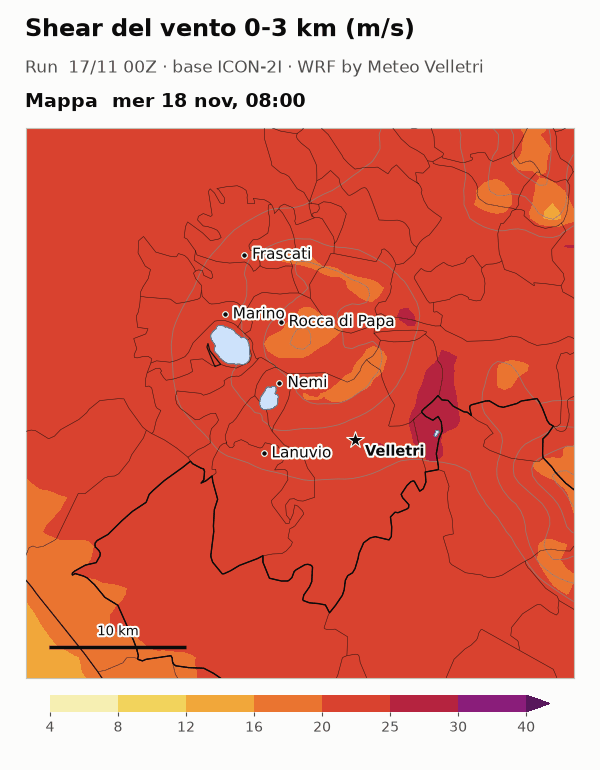 Shear del vento 0-3 km (m/s)
Run  17/11 00Z · base ICON-2I · WRF by Meteo Velletri
Mappa  mer 18 nov, 08:00
Frascati
Marino
Rocca di Papa
Nemi
Velletri
Lanuvio
10 km
4 8 12 16 20 25 30 40